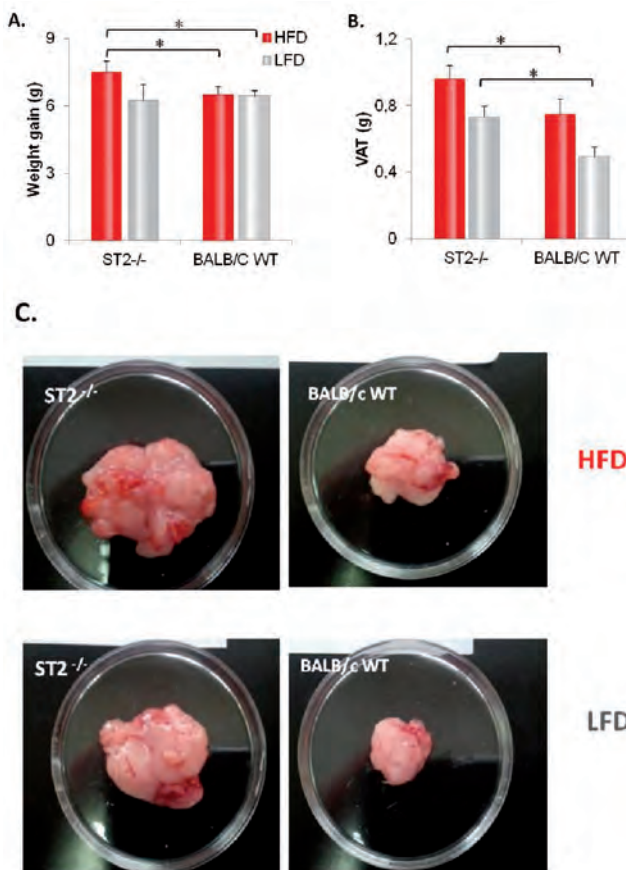 A.
9
6
3
0
Weight gain (g)
*
*
HFD
LFD
ST2-/-
BALB/C WT
B.
1,2
0.8
0.4
0
VAT (g)
*
*
ST2-/-
BALB/C WT
C.
ST2 -/-
BALB/c WT
HFD
ST2 -/-
BALB/c WT
LFD